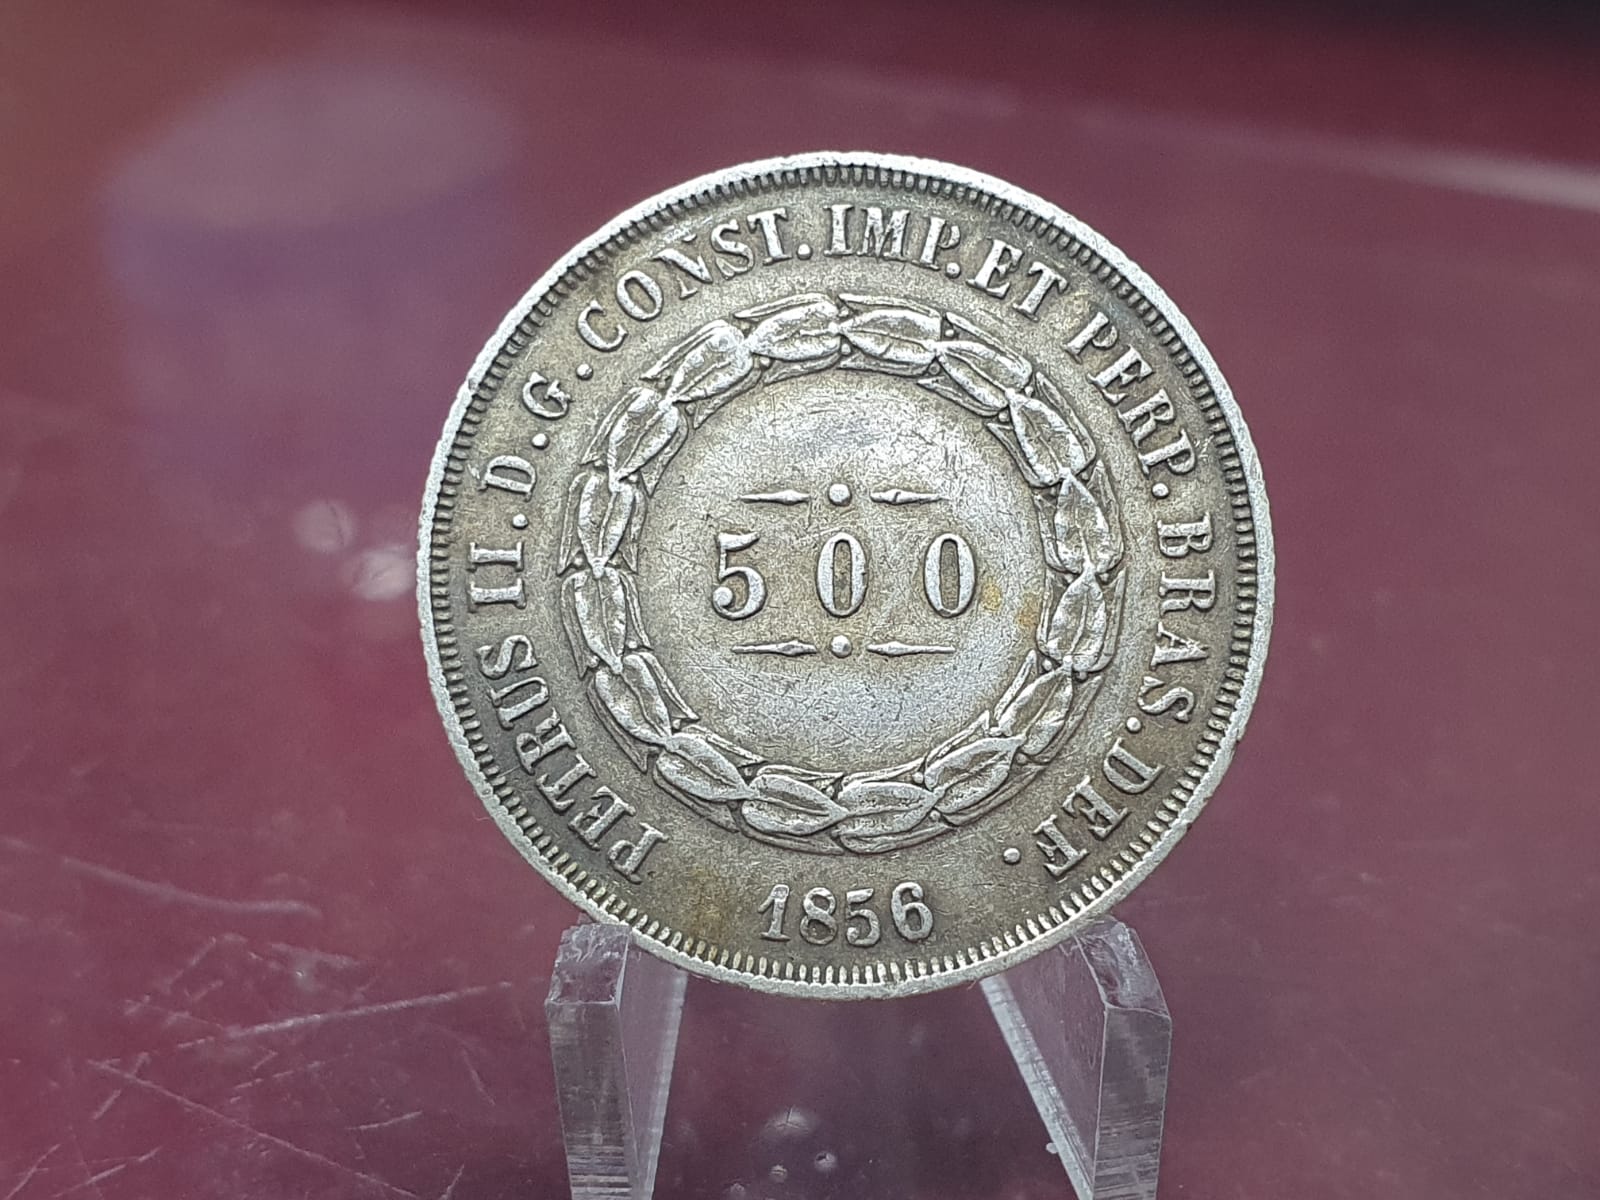 PETRUS II.D.G.CONST.IMP.ET PERP.BRAS.DEF.
500
1856